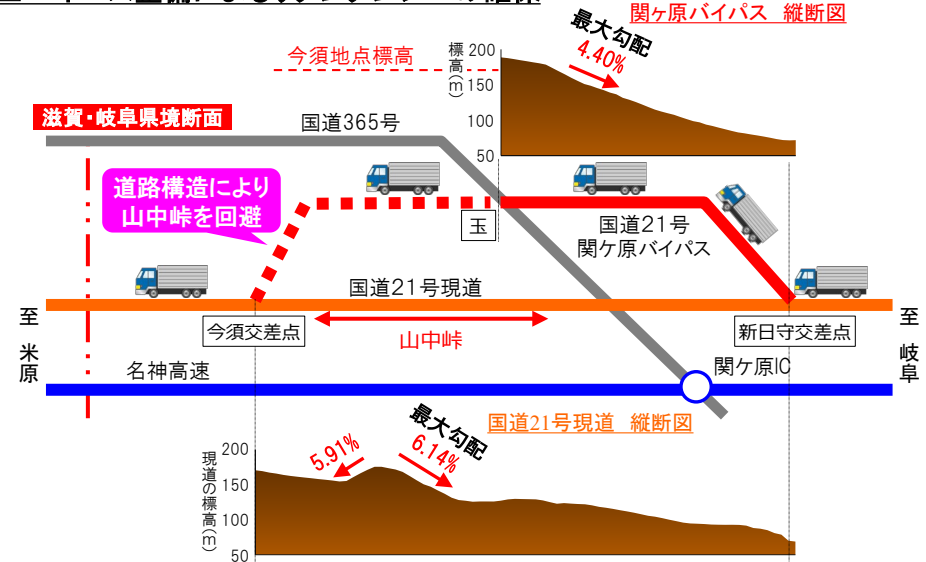 関ヶ原バイパス 縦断図
最大勾配
4.40%
今須地点標高
標高(m)
200
150
100
50
滋賀・岐阜県境断面
国道365号
道路構造により
山中峠を回避
玉
国道21号
関ケ原バイパス
国道21号現道
至 米原
今須交差点
山中峠
新日守交差点
至 岐阜
名神高速
関ケ原IC
国道21号現道 縦断図
最大勾配
5.91%
6.14%
現道の標高(m)
200
150
100
50